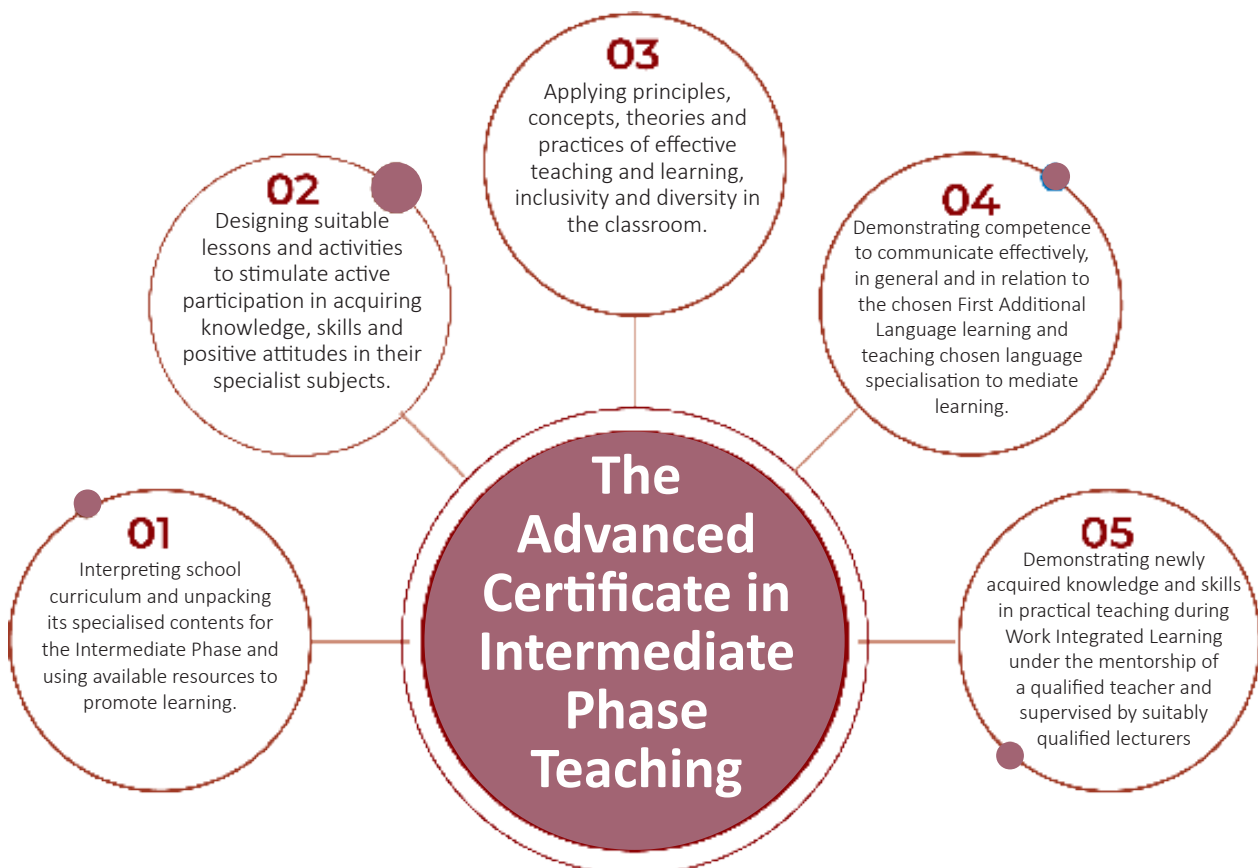 01
Interpreting school
curriculum and unpacking
its specialised contents for
the Intermediate Phase and
using available resources to
promote learning.
02
Designing suitable
lessons and activities
to stimulate active
participation in acquiring
knowledge, skills and
positive attitudes in their
specialist subjects.
03
Applying principles,
concepts, theories and
practices of effective
teaching and learning,
inclusivity and diversity in
the classroom.
04
Demonstrating competence
to communicate effectively,
in general and in relation to
the chosen First Additional
Language learning and
teaching chosen language
specialisation to mediate
learning.
05
Demonstrating newly
acquired knowledge and skills
in practical teaching during
Work Integrated Learning
under the mentorship of
a qualified teacher and
supervised by suitably
qualified lecturers
The
Advanced
Certificate in
Intermediate
Phase
Teaching